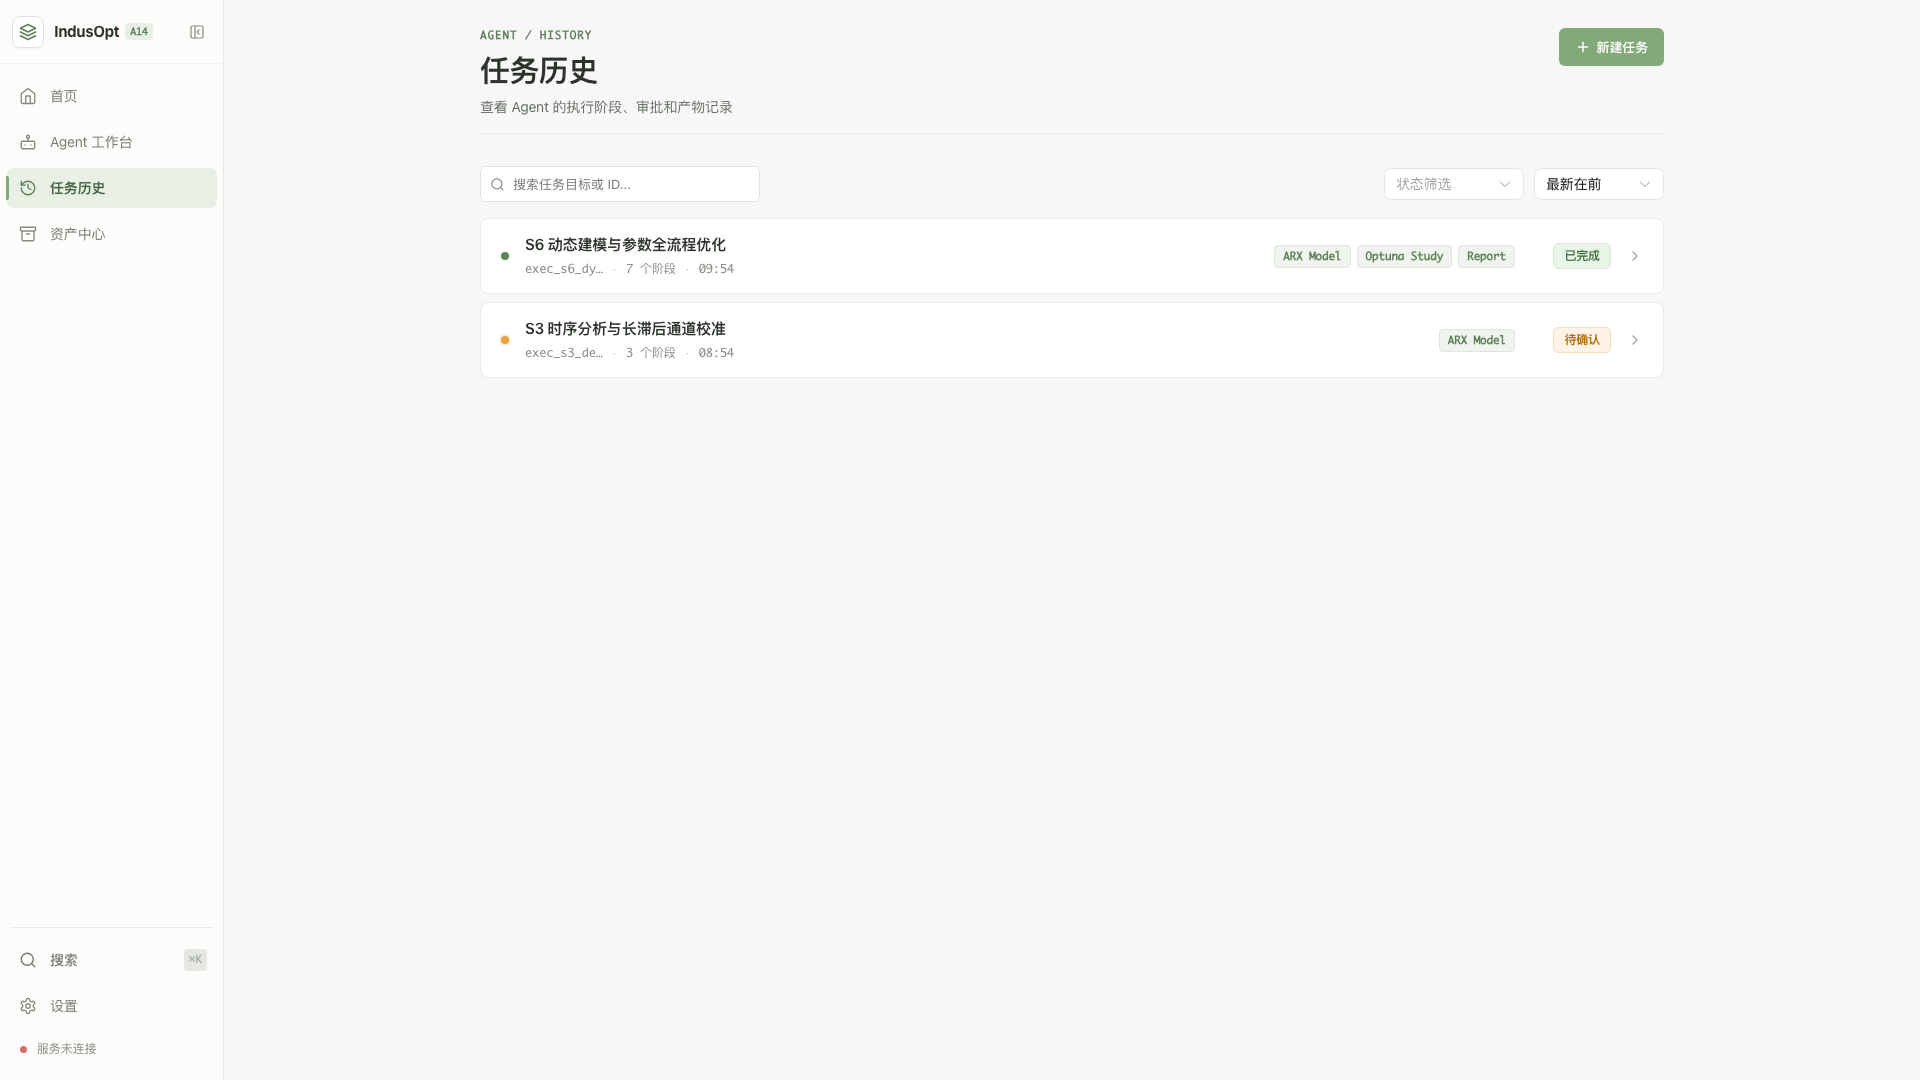 IndusOpt A14
首页
Agent 工作台
任务历史
资产中心
搜索 ⌘K
设置
服务未连接
AGENT / HISTORY
任务历史
查看 Agent 的执行阶段、审批和产物记录
新建任务
搜索任务目标或 ID...
状态筛选
最新在前
S6 动态建模与参数全流程优化
exec_s6_dy… · 7 个阶段 · 09:54
ARX Model
Optuna Study
Report
已完成
S3 时序分析与长滞后通道校准
exec_s3_de… · 3 个阶段 · 08:54
ARX Model
待确认